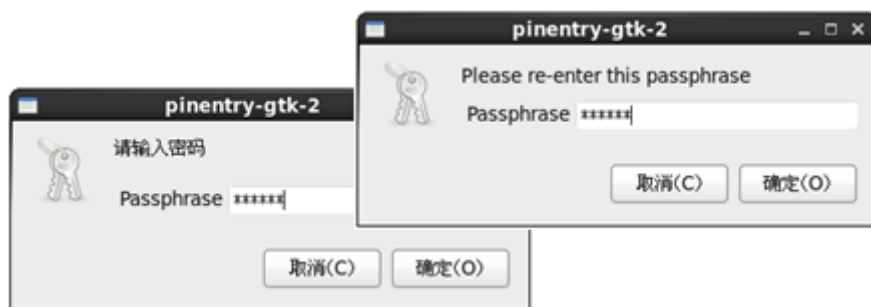 pinentry-gtk-2
Please re-enter this passphrase
Passphrase ******
取消(C) 确定(O)
pinentry-gtk-2
请输入密码
Passphrase ******
取消(C) 确定(O)